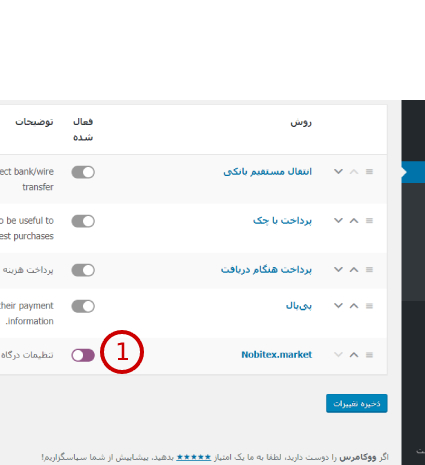 روش
فعال شده
توضیحات
انتقال مستقیم بانکی
ect bank/wire
transfer
پرداخت با چک
o be useful to
est purchases
پرداخت هنگام دریافت
پرداخت هزینه
پی‌پال
their payment
information.
Nobitex.market
1
تنظیمات درگاه
ذخیره تغییرات
اگر ووکامرس را دوست دارید، لطفا به ما یک امتیاز ★★★★★ بدهید. پیشاپیش از شما سپاسگزاریم!